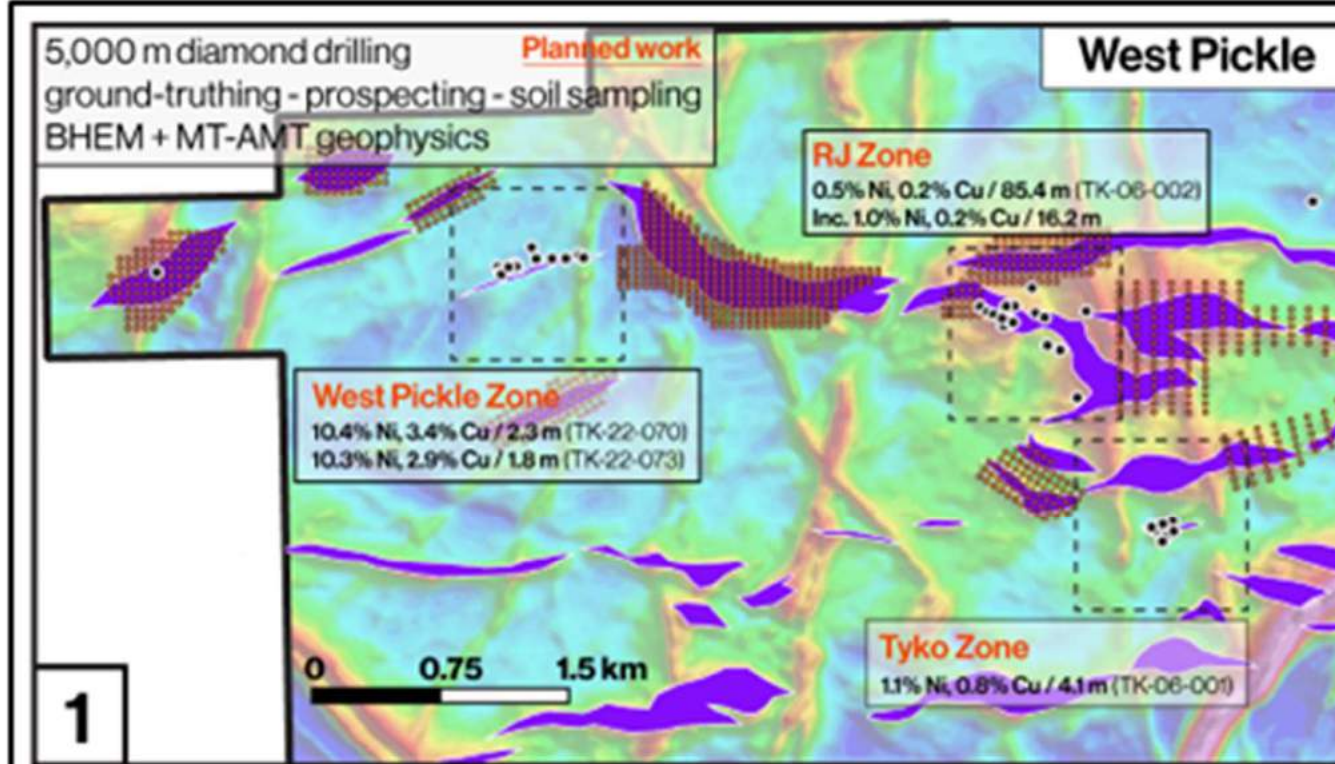 5,000 m diamond drilling
Planned work
ground-truthing - prospecting - soil sampling
BHEM + MT-AMT geophysics
West Pickle
RJ Zone
0.5% Ni, 0.2% Cu / 85.4 m (TK-06-002)
Inc. 1.0% Ni, 0.2% Cu / 16.2 m
West Pickle Zone
10.4% Ni, 3.4% Cu / 2.3 m (TK-22-070)
10.3% Ni, 2.9% Cu / 1.8 m (TK-22-073)
Tyko Zone
1.1% Ni, 0.8% Cu / 4.1 m (TK-06-001)
0 0.75 1.5 km
1